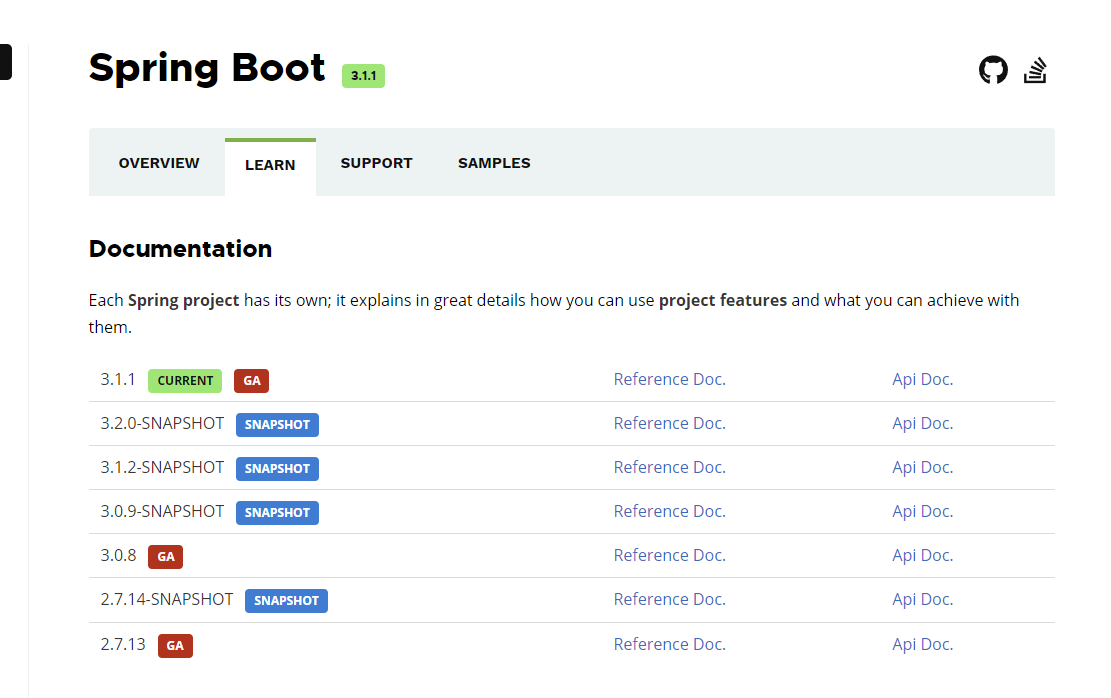 Spring Boot 3.1.1
OVERVIEW LEARN SUPPORT SAMPLES
Documentation
Each Spring project has its own; it explains in great details how you can use project features and what you can achieve with
them.
3.1.1 CURRENT GA Reference Doc. Api Doc.
3.2.0-SNAPSHOT SNAPSHOT Reference Doc. Api Doc.
3.1.2-SNAPSHOT SNAPSHOT Reference Doc. Api Doc.
3.0.9-SNAPSHOT SNAPSHOT Reference Doc. Api Doc.
3.0.8 GA Reference Doc. Api Doc.
2.7.14-SNAPSHOT SNAPSHOT Reference Doc. Api Doc.
2.7.13 GA Reference Doc. Api Doc.